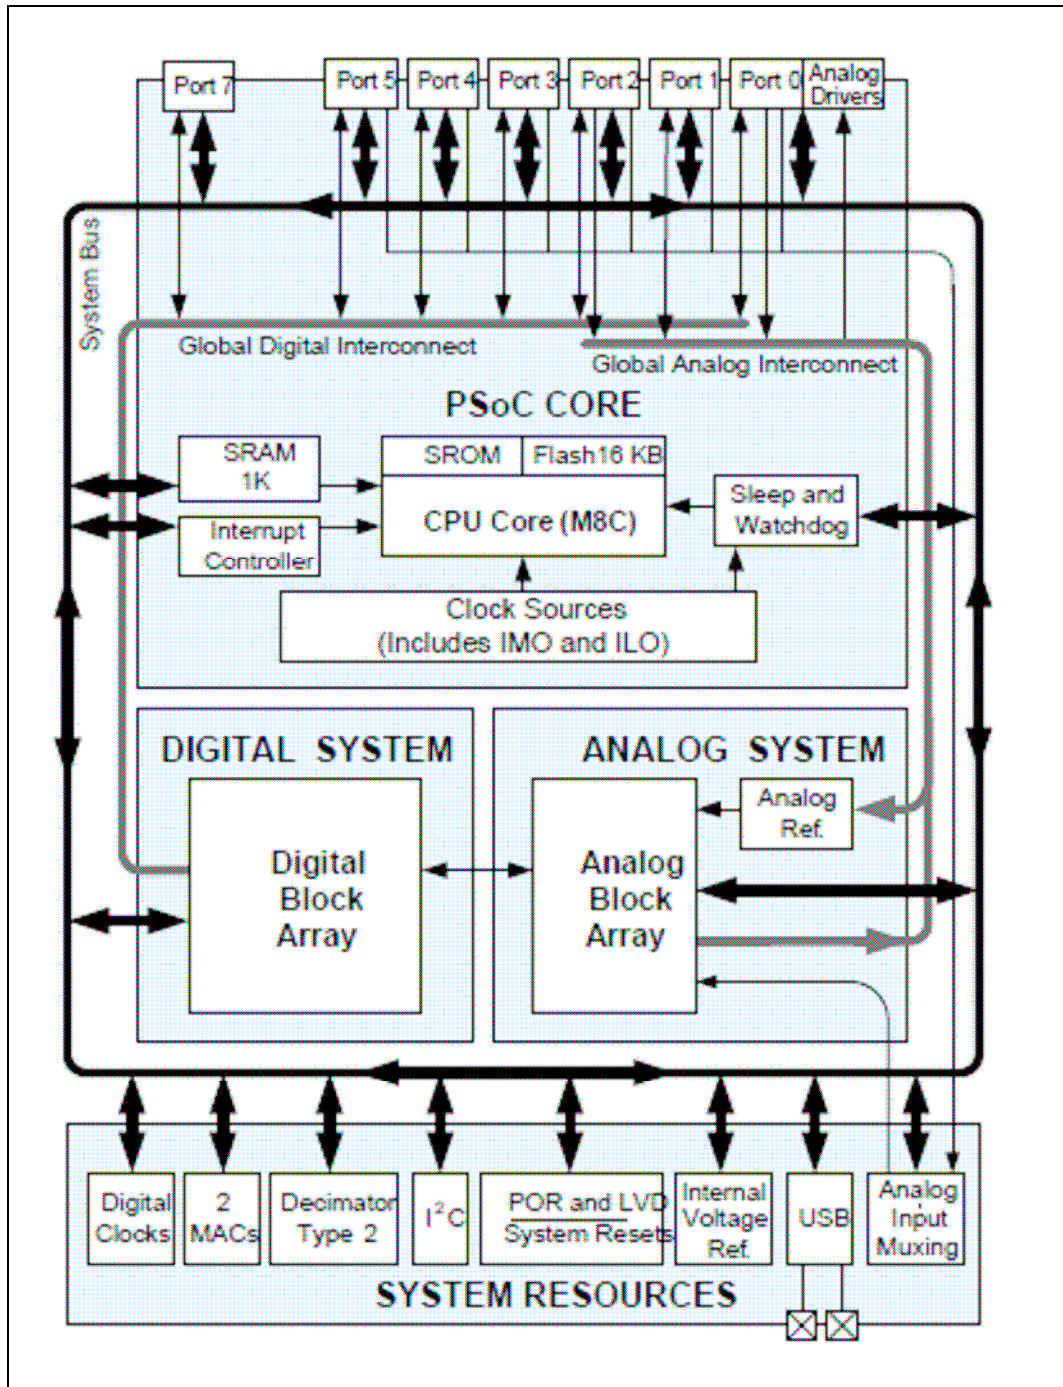 Port 7
Port 5
Port 4
Port 3
Port 2
Port 1
Port 0
Analog
Drivers
System Bus
Global Digital Interconnect
Global Analog Interconnect
PSoC CORE
SRAM
1K
SROM
Flash16 KB
CPU Core (M8C)
Sleep and
Watchdog
Interrupt
Controller
Clock Sources
(Includes IMO and ILO)
DIGITAL SYSTEM
ANALOG SYSTEM
Digital
Block
Array
Analog
Block
Array
Analog
Ref.
Digital
Clocks
2
MACs
Decimator
Type 2
I²C
POR and LVD
System Resets
Internal
Voltage
Ref.
USB
Analog
Input
Muxing
SYSTEM RESOURCES